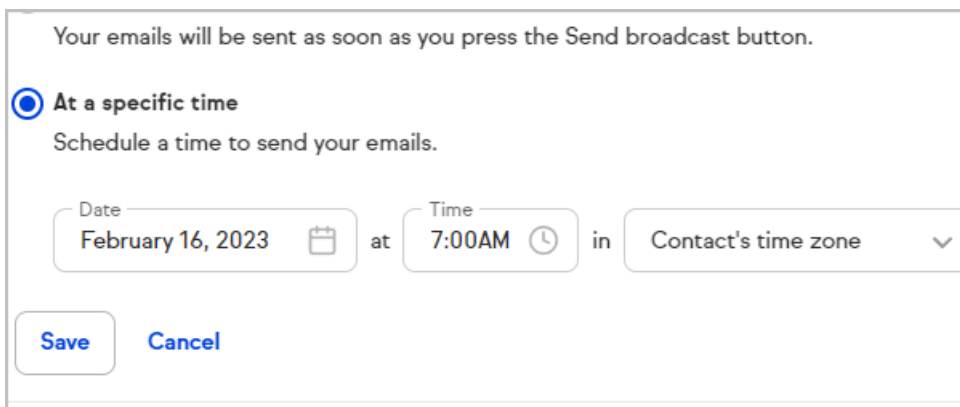 Your emails will be sent as soon as you press the Send broadcast button.
At a specific time
Schedule a time to send your emails.
Date
Time
February 16, 2023 at 7:00AM in Contact's time zone
Save Cancel